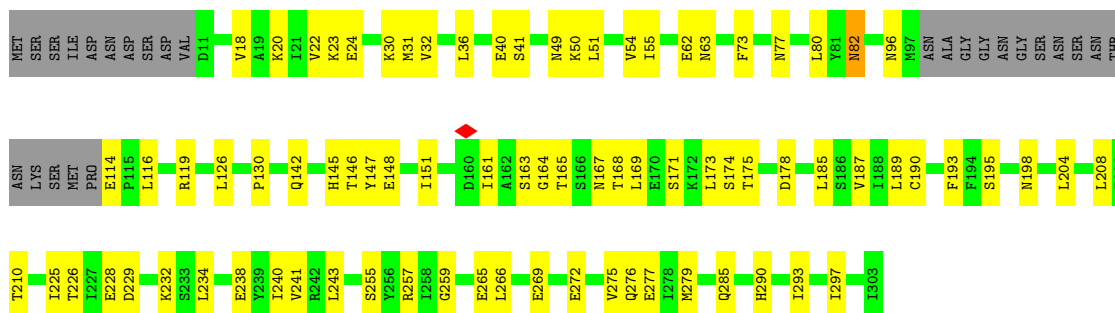 MET SER SER ILE ASP ASN ASP SER ASP VAL D11 V18 A19 K20 I21 V22 K23 E24 K30 M31 V32 L36 E40 S41 N49 K50 L51 V54 I55 E62 N63 F73 N77 L80 Y81 N82 N96 M97 ASN ALA GLY GLY ASN GLY SER ASN SER ASN THR
ASN LYS SER MET PRO E114 P115 L116 R119 L126 P130 Q142 H145 T146 Y147 E148 I151 D160 I161 A162 S163 G164 T165 S166 N167 T168 L169 E170 S171 K172 L173 S174 T175 D178 L185 S186 V187 I188 L189 C190 F193 F194 S195 N198 L204 L208
T210 I225 T226 I227 E228 D229 K232 S233 L234 E238 Y239 I240 V241 R242 L243 S255 Y256 R257 I258 G259 E265 L266 E269 E272 V275 Q276 E277 I278 M279 Q285 H290 I293 I297 I303